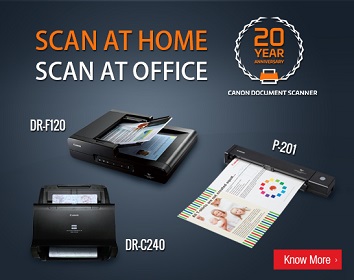 SCAN AT HOME
SCAN AT OFFICE
20
YEAR
ANNIVERSARY
CANON DOCUMENT SCANNER
DR-F120
P-201
DR-C240
Know More ›